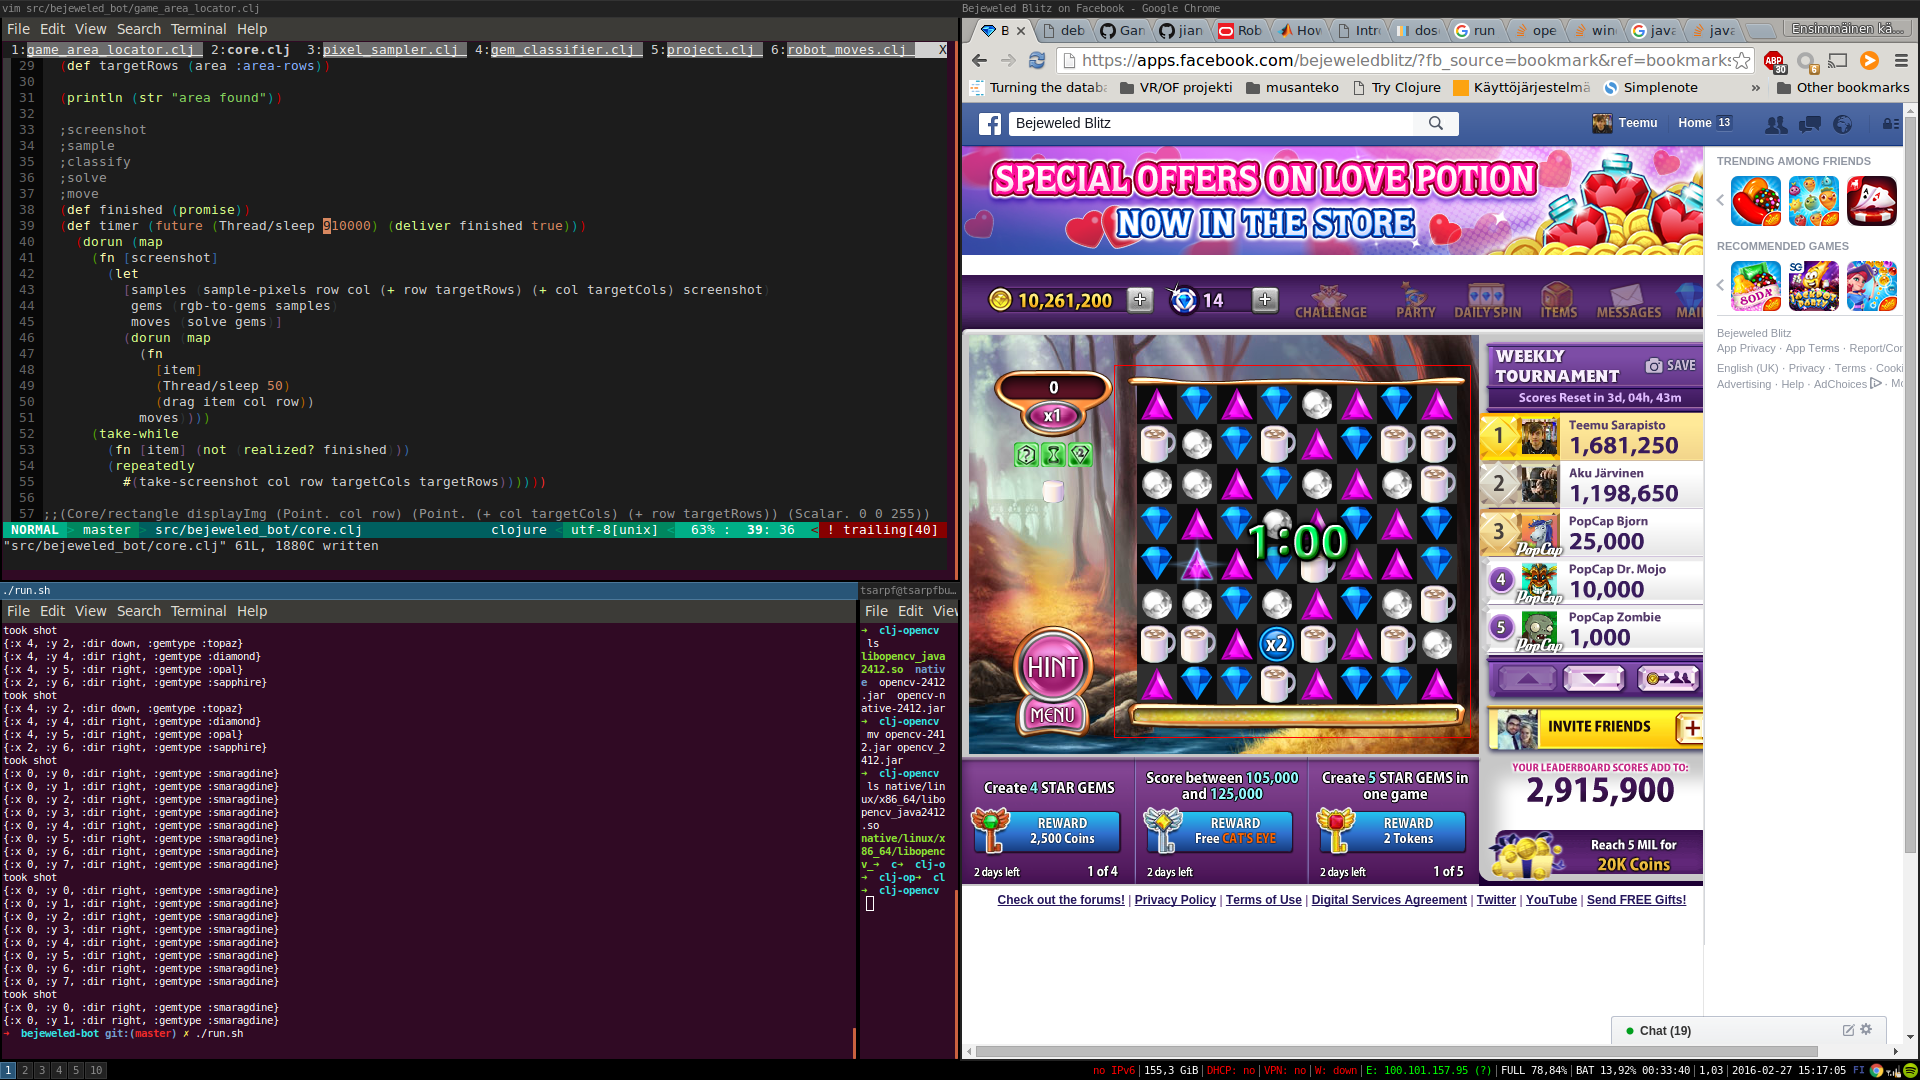 vim src/bejeweled_bot/game_area_locator.clj
File Edit View Search Terminal Help
1:game_area_locator.clj 2:core.clj 3:pixel_sampler.clj 4:gem_classifier.clj 5:project.clj 6:robot_moves.clj X
29 (def targetRows (area :area-rows))
30
31 (println (str "area found"))
32
33 ;screenshot
34 ;sample
35 ;classify
36 ;solve
37 ;move
38 (def finished (promise))
39 (def timer (future (Thread/sleep 910000) (deliver finished true)))
40 (dorun (map
41 (fn [screenshot]
42 (let
43 [samples (sample-pixels row col (+ row targetRows) (+ col targetCols) screenshot)
44 gems (rgb-to-gems samples)
45 moves (solve gems)]
46 (dorun (map
47 (fn
48 [item]
49 (Thread/sleep 50)
50 (drag item col row))
51 moves))))
52 (take-while
53 (fn [item] (not (realized? finished)))
54 (repeatedly
55 #(take-screenshot col row targetCols targetRows))))))
56
57 ;;(Core/rectangle displayImg (Point. col row) (Point. (+ col targetCols) (+ row targetRows)) (Scalar. 0 0 255))
NORMAL > master > src/bejeweled_bot/core.clj clojure < utf-8[unix] < 63% : 39: 36 < ! trailing[40]
"src/bejeweled_bot/core.clj" 61L, 1880C written
./run.sh
File Edit View Search Terminal Help
took shot
{:x 4, :y 2, :dir down, :gemtype :topaz}
{:x 4, :y 4, :dir right, :gemtype :diamond}
{:x 4, :y 5, :dir right, :gemtype :opal}
{:x 2, :y 6, :dir right, :gemtype :sapphire}
took shot
{:x 4, :y 2, :dir down, :gemtype :topaz}
{:x 4, :y 4, :dir right, :gemtype :diamond}
{:x 4, :y 5, :dir right, :gemtype :opal}
{:x 2, :y 6, :dir right, :gemtype :sapphire}
took shot
{:x 0, :y 0, :dir right, :gemtype :smaragdine}
{:x 0, :y 1, :dir right, :gemtype :smaragdine}
{:x 0, :y 2, :dir right, :gemtype :smaragdine}
{:x 0, :y 3, :dir right, :gemtype :smaragdine}
{:x 0, :y 4, :dir right, :gemtype :smaragdine}
{:x 0, :y 5, :dir right, :gemtype :smaragdine}
{:x 0, :y 6, :dir right, :gemtype :smaragdine}
{:x 0, :y 7, :dir right, :gemtype :smaragdine}
took shot
{:x 0, :y 0, :dir right, :gemtype :smaragdine}
{:x 0, :y 1, :dir right, :gemtype :smaragdine}
{:x 0, :y 2, :dir right, :gemtype :smaragdine}
{:x 0, :y 3, :dir right, :gemtype :smaragdine}
{:x 0, :y 4, :dir right, :gemtype :smaragdine}
{:x 0, :y 5, :dir right, :gemtype :smaragdine}
{:x 0, :y 6, :dir right, :gemtype :smaragdine}
{:x 0, :y 7, :dir right, :gemtype :smaragdine}
took shot
{:x 0, :y 0, :dir right, :gemtype :smaragdine}
{:x 0, :y 1, :dir right, :gemtype :smaragdine}
→ bejeweled-bot git:(master) ✗ ./run.sh
tsarpf@tsarpfbu...
File Edit Viev
→ clj-opencv
ls
libopencv_java
2412.so nativ
e opencv-2412
.jar opencv-n
ative-2412.jar
→ clj-opencv
mv opencv-241
2.jar opencv_2
412.jar
→ clj-opencv
ls native/lin
ux/x86_64/libo
pencv_java2412
.so
native/linux/x
86_64/libopenc
v_→ c→ clj-o
→ clj-op→ cl
→ clj-opencv
Bejeweled Blitz on Facebook - Google Chrome
B deb Gan jian Rob How Intro dose run ope win java java Ensimmäinen kä...
https://apps.facebook.com/bejeweledblitz/?fb_source=bookmark&ref=bookmarks
ABP 30 6
Turning the databa VR/OF projekti musanteko Try Clojure Käyttöjärjestelmä Simplenote » Other bookmarks
Bejeweled Blitz
Teemu Home 13
SPECIAL OFFERS ON LOVE POTION
NOW IN THE STORE
10,261,200 + 14 + CHALLENGE PARTY DAILY SPIN ITEMS MESSAGES MAI
0
x1
1:00
x2
HINT
MENU
WEEKLY
TOURNAMENT
SAVE
Scores Reset in 3d, 04h, 43m
1 Teemu Sarapisto
1,681,250
2 Aku Järvinen
1,198,650
3 PopCap Bjorn
25,000
PopCap
4 PopCap Dr. Mojo
10,000
PopCap
5 PopCap Zombie
1,000
PopCap
INVITE FRIENDS +
YOUR LEADERBOARD SCORES ADD TO:
2,915,900
Reach 5 MIL for
20K Coins
Create 4 STAR GEMS
REWARD
2,500 Coins
2 days left 1 of 4
Score between 105,000
and 125,000
REWARD
Free CAT'S EYE
2 days left
Create 5 STAR GEMS in
one game
REWARD
2 Tokens
2 days left 1 of 5
Check out the forums! | Privacy Policy | Terms of Use | Digital Services Agreement | Twitter | YouTube | Send FREE Gifts!
TRENDING AMONG FRIENDS
RECOMMENDED GAMES
SODA
SG
JACKPOT PARTY
Bejeweled Blitz
App Privacy · App Terms · Report/Cor
English (UK) · Privacy · Terms · Cooki
Advertising · Help · AdChoices · Mo
Chat (19)
1 2 3 4 5 10
no IPv6 | 155,3 GiB | DHCP: no | VPN: no | W: down | E: 100.101.157.95 (?) | FULL 78,84% | BAT 13,92% 00:33:40 | 1,03 | 2016-02-27 15:17:05 FI